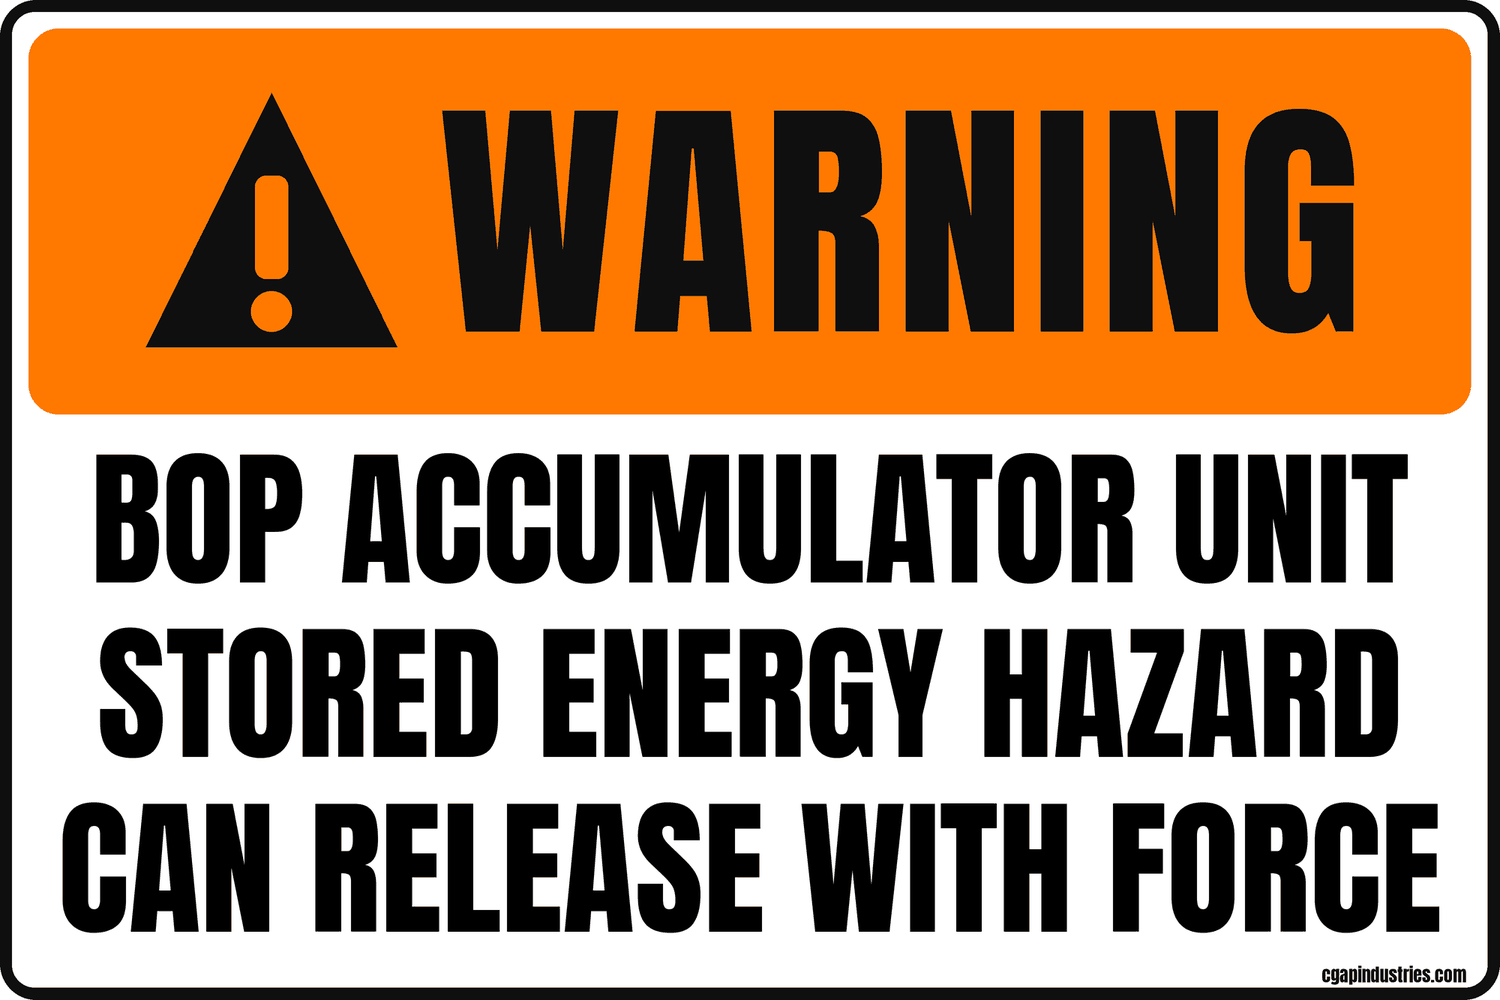 WARNING
BOP ACCUMULATOR UNIT
STORED ENERGY HAZARD
CAN RELEASE WITH FORCE
cgapindustries.com